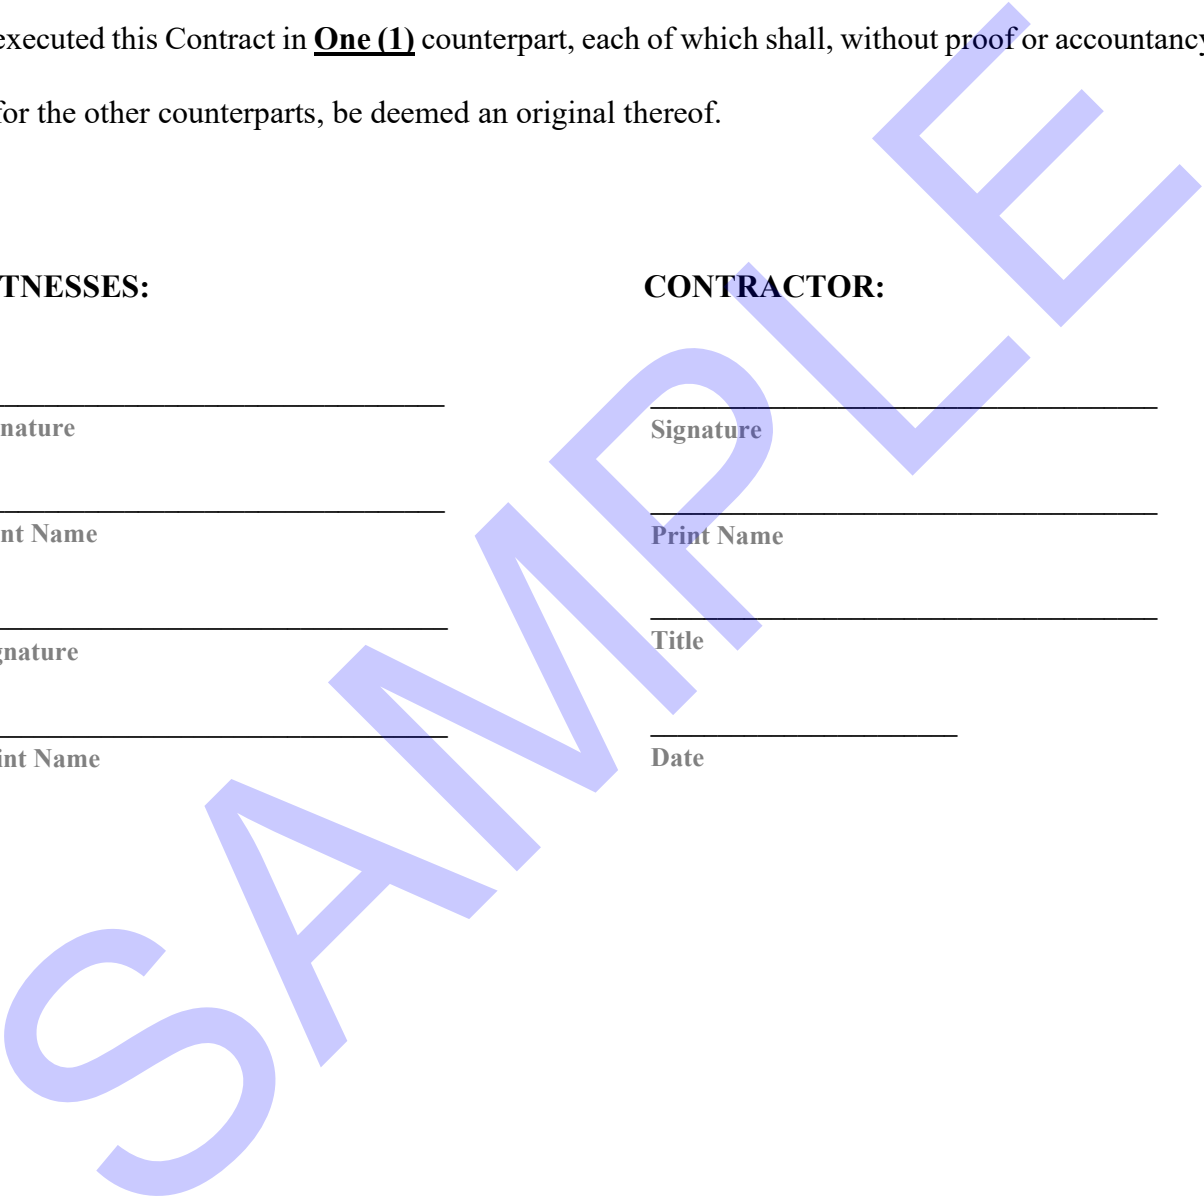 executed this Contract in One (1) counterpart, each of which shall, without proof or accountancy
for the other counterparts, be deemed an original thereof.
TNESSES:
CONTRACTOR:
nature
Signature
nt Name
Print Name
Title
gnature
int Name
Date
SAMPLE